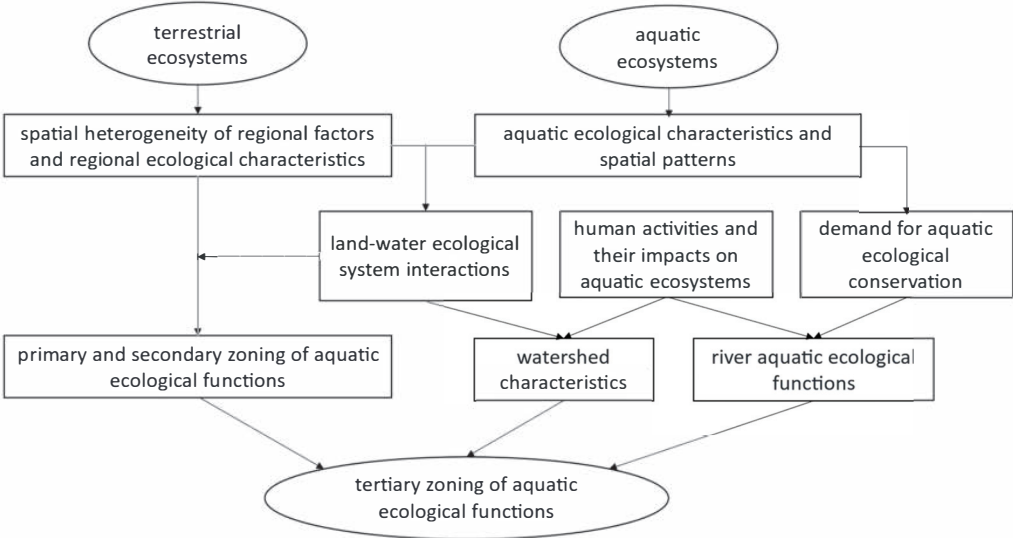 terrestrial
ecosystems
aquatic
ecosystems
spatial heterogeneity of regional factors
and regional ecological characteristics
aquatic ecological characteristics and
spatial patterns
land-water ecological
system interactions
human activities and
their impacts on
aquatic ecosystems
demand for aquatic
ecological
conservation
primary and secondary zoning of aquatic
ecological functions
watershed
characteristics
river aquatic ecological
functions
tertiary zoning of aquatic
ecological functions